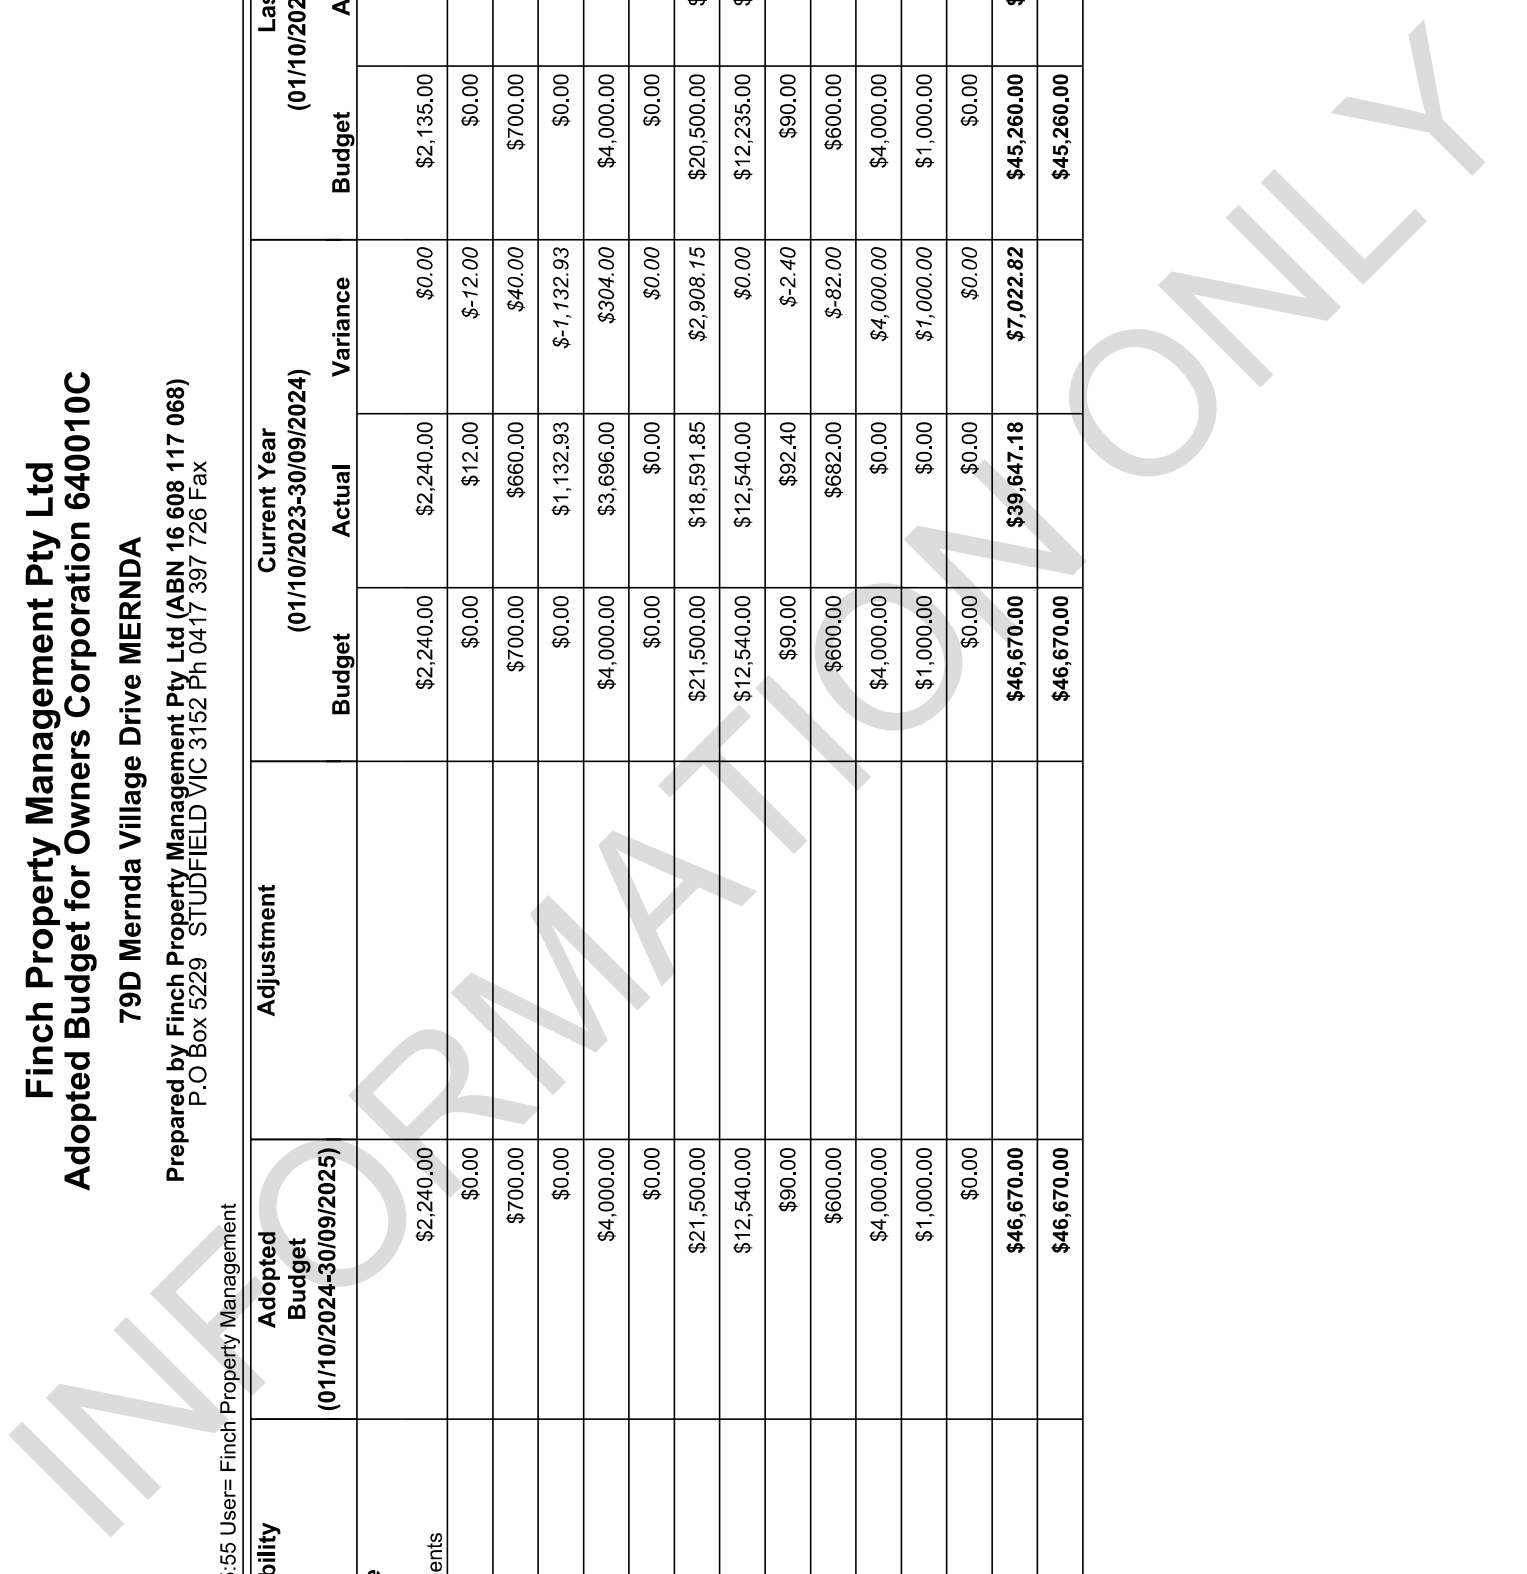 Finch Property Management Pty Ltd
Adopted Budget for Owners Corporation 640010C
79D Mernda Village Drive MERNDA
Prepared by Finch Property Management Pty Ltd (ABN 16 608 117 068)
P.O Box 5229 STUDFIELD VIC 3152 Ph 0417 397 726 Fax
:55 User= Finch Property Management
bility Adopted Budget (01/10/2024-30/09/2025) Adjustment Current Year (01/10/2023-30/09/2024) Las (01/10/202
Budget Actual Variance Budget A
ents $2,240.00 $2,240.00 $2,240.00 $0.00 $2,135.00
$0.00 $0.00 $12.00 $-12.00 $0.00
$700.00 $700.00 $660.00 $40.00 $700.00
$0.00 $0.00 $1,132.93 $-1,132.93 $0.00
$4,000.00 $4,000.00 $3,696.00 $304.00 $4,000.00
$0.00 $0.00 $0.00 $0.00 $0.00
$21,500.00 $21,500.00 $18,591.85 $2,908.15 $20,500.00 $
$12,540.00 $12,540.00 $12,540.00 $0.00 $12,235.00 $
$90.00 $90.00 $92.40 $-2.40 $90.00
$600.00 $600.00 $682.00 $-82.00 $600.00
$4,000.00 $4,000.00 $0.00 $4,000.00 $4,000.00
$1,000.00 $1,000.00 $0.00 $1,000.00 $1,000.00
$0.00 $0.00 $0.00 $0.00 $0.00
$46,670.00 $46,670.00 $39,647.18 $7,022.82 $45,260.00 $
$46,670.00 $46,670.00 $45,260.00
INFORMATION ONLY